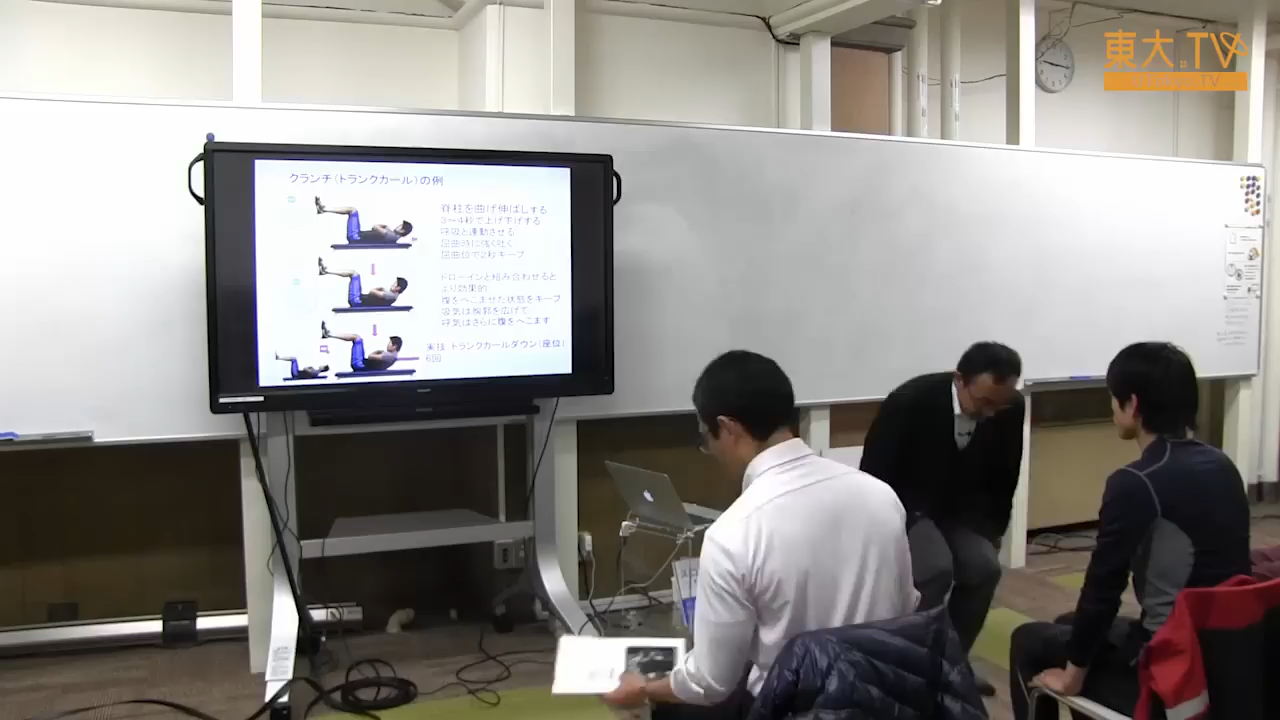 東大TV
クランチ(トランクカール)の例
脊柱を曲げ伸ばしする
3〜4秒で上げ下げする
呼吸と連動させる
屈曲時に強く吐く
屈曲位で2秒キープ
ドローインと組み合わせると
より効果的
腹をへこませた状態をキープ
吸気は胸郭を広げて
呼気はさらに腹をへこます
実技 トランクカールダウン(座位)
6回